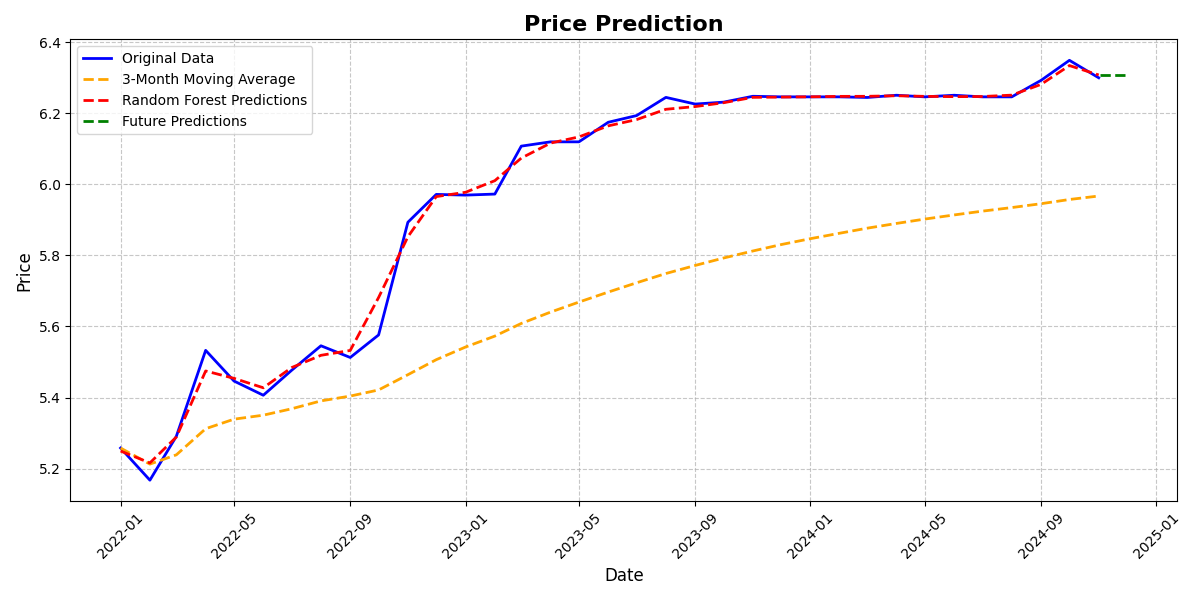 Price Prediction
Original Data
3-Month Moving Average
Random Forest Predictions
Future Predictions
Price
6.4
6.2
6.0
5.8
5.6
5.4
5.2
2022-01
2022-05
2022-09
2023-01
2023-05
2023-09
2024-01
2024-05
2024-09
2025-01
Date